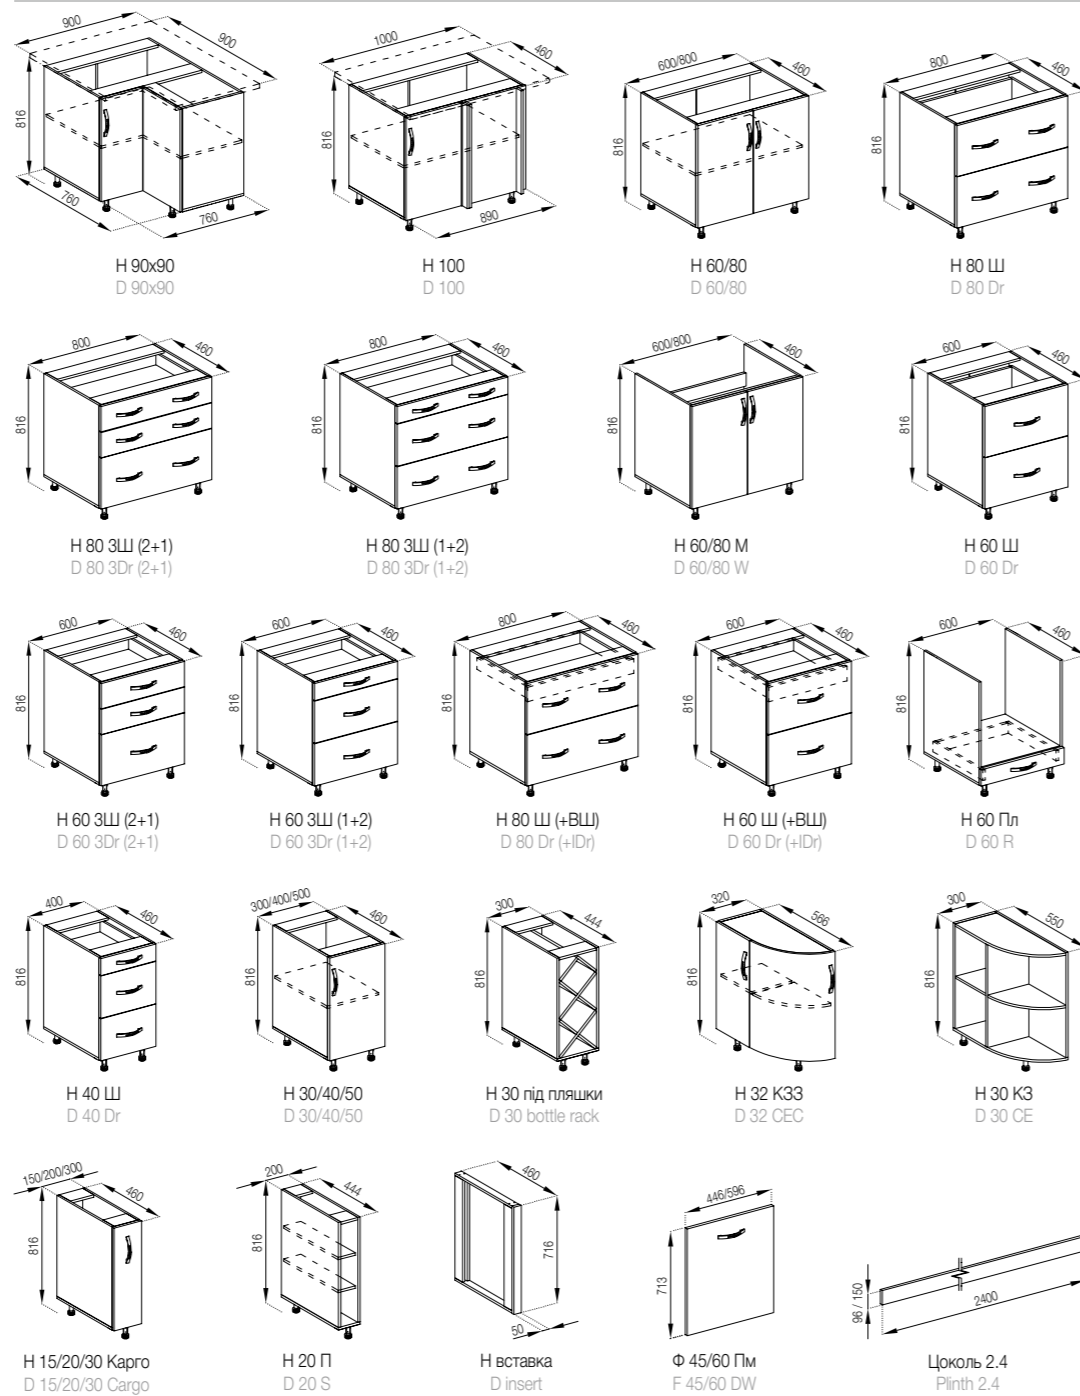 900
900
816
760
760
Н 90х90
D 90x90
1000
460
816
890
Н 100
D 100
600/800
460
816
Н 60/80
D 60/80
800
460
816
Н 80 Ш
D 80 Dr
800
460
816
Н 80 3Ш (2+1)
D 80 3Dr (2+1)
800
460
816
Н 80 3Ш (1+2)
D 80 3Dr (1+2)
600/800
460
816
Н 60/80 М
D 60/80 W
600
460
816
Н 60 Ш
D 60 Dr
600
460
816
Н 60 3Ш (2+1)
D 60 3Dr (2+1)
600
460
816
Н 60 3Ш (1+2)
D 60 3Dr (1+2)
800
460
816
Н 80 Ш (+ВШ)
D 80 Dr (+IDr)
600
460
816
Н 60 Ш (+ВШ)
D 60 Dr (+IDr)
600
460
816
Н 60 Пл
D 60 R
400
460
816
Н 40 Ш
D 40 Dr
300/400/500
460
816
Н 30/40/50
D 30/40/50
300
444
816
Н 30 під пляшки
D 30 bottle rack
320
566
816
Н 32 КЗЗ
D 32 CEC
300
550
816
Н 30 КЗ
D 30 CE
150/200/300
460
816
Н 15/20/30 Карго
D 15/20/30 Cargo
200
444
816
Н 20 П
D 20 S
460
716
50
Н вставка
D insert
446/596
713
Ф 45/60 Пм
F 45/60 DW
96 / 150
2400
Цоколь 2.4
Plinth 2.4